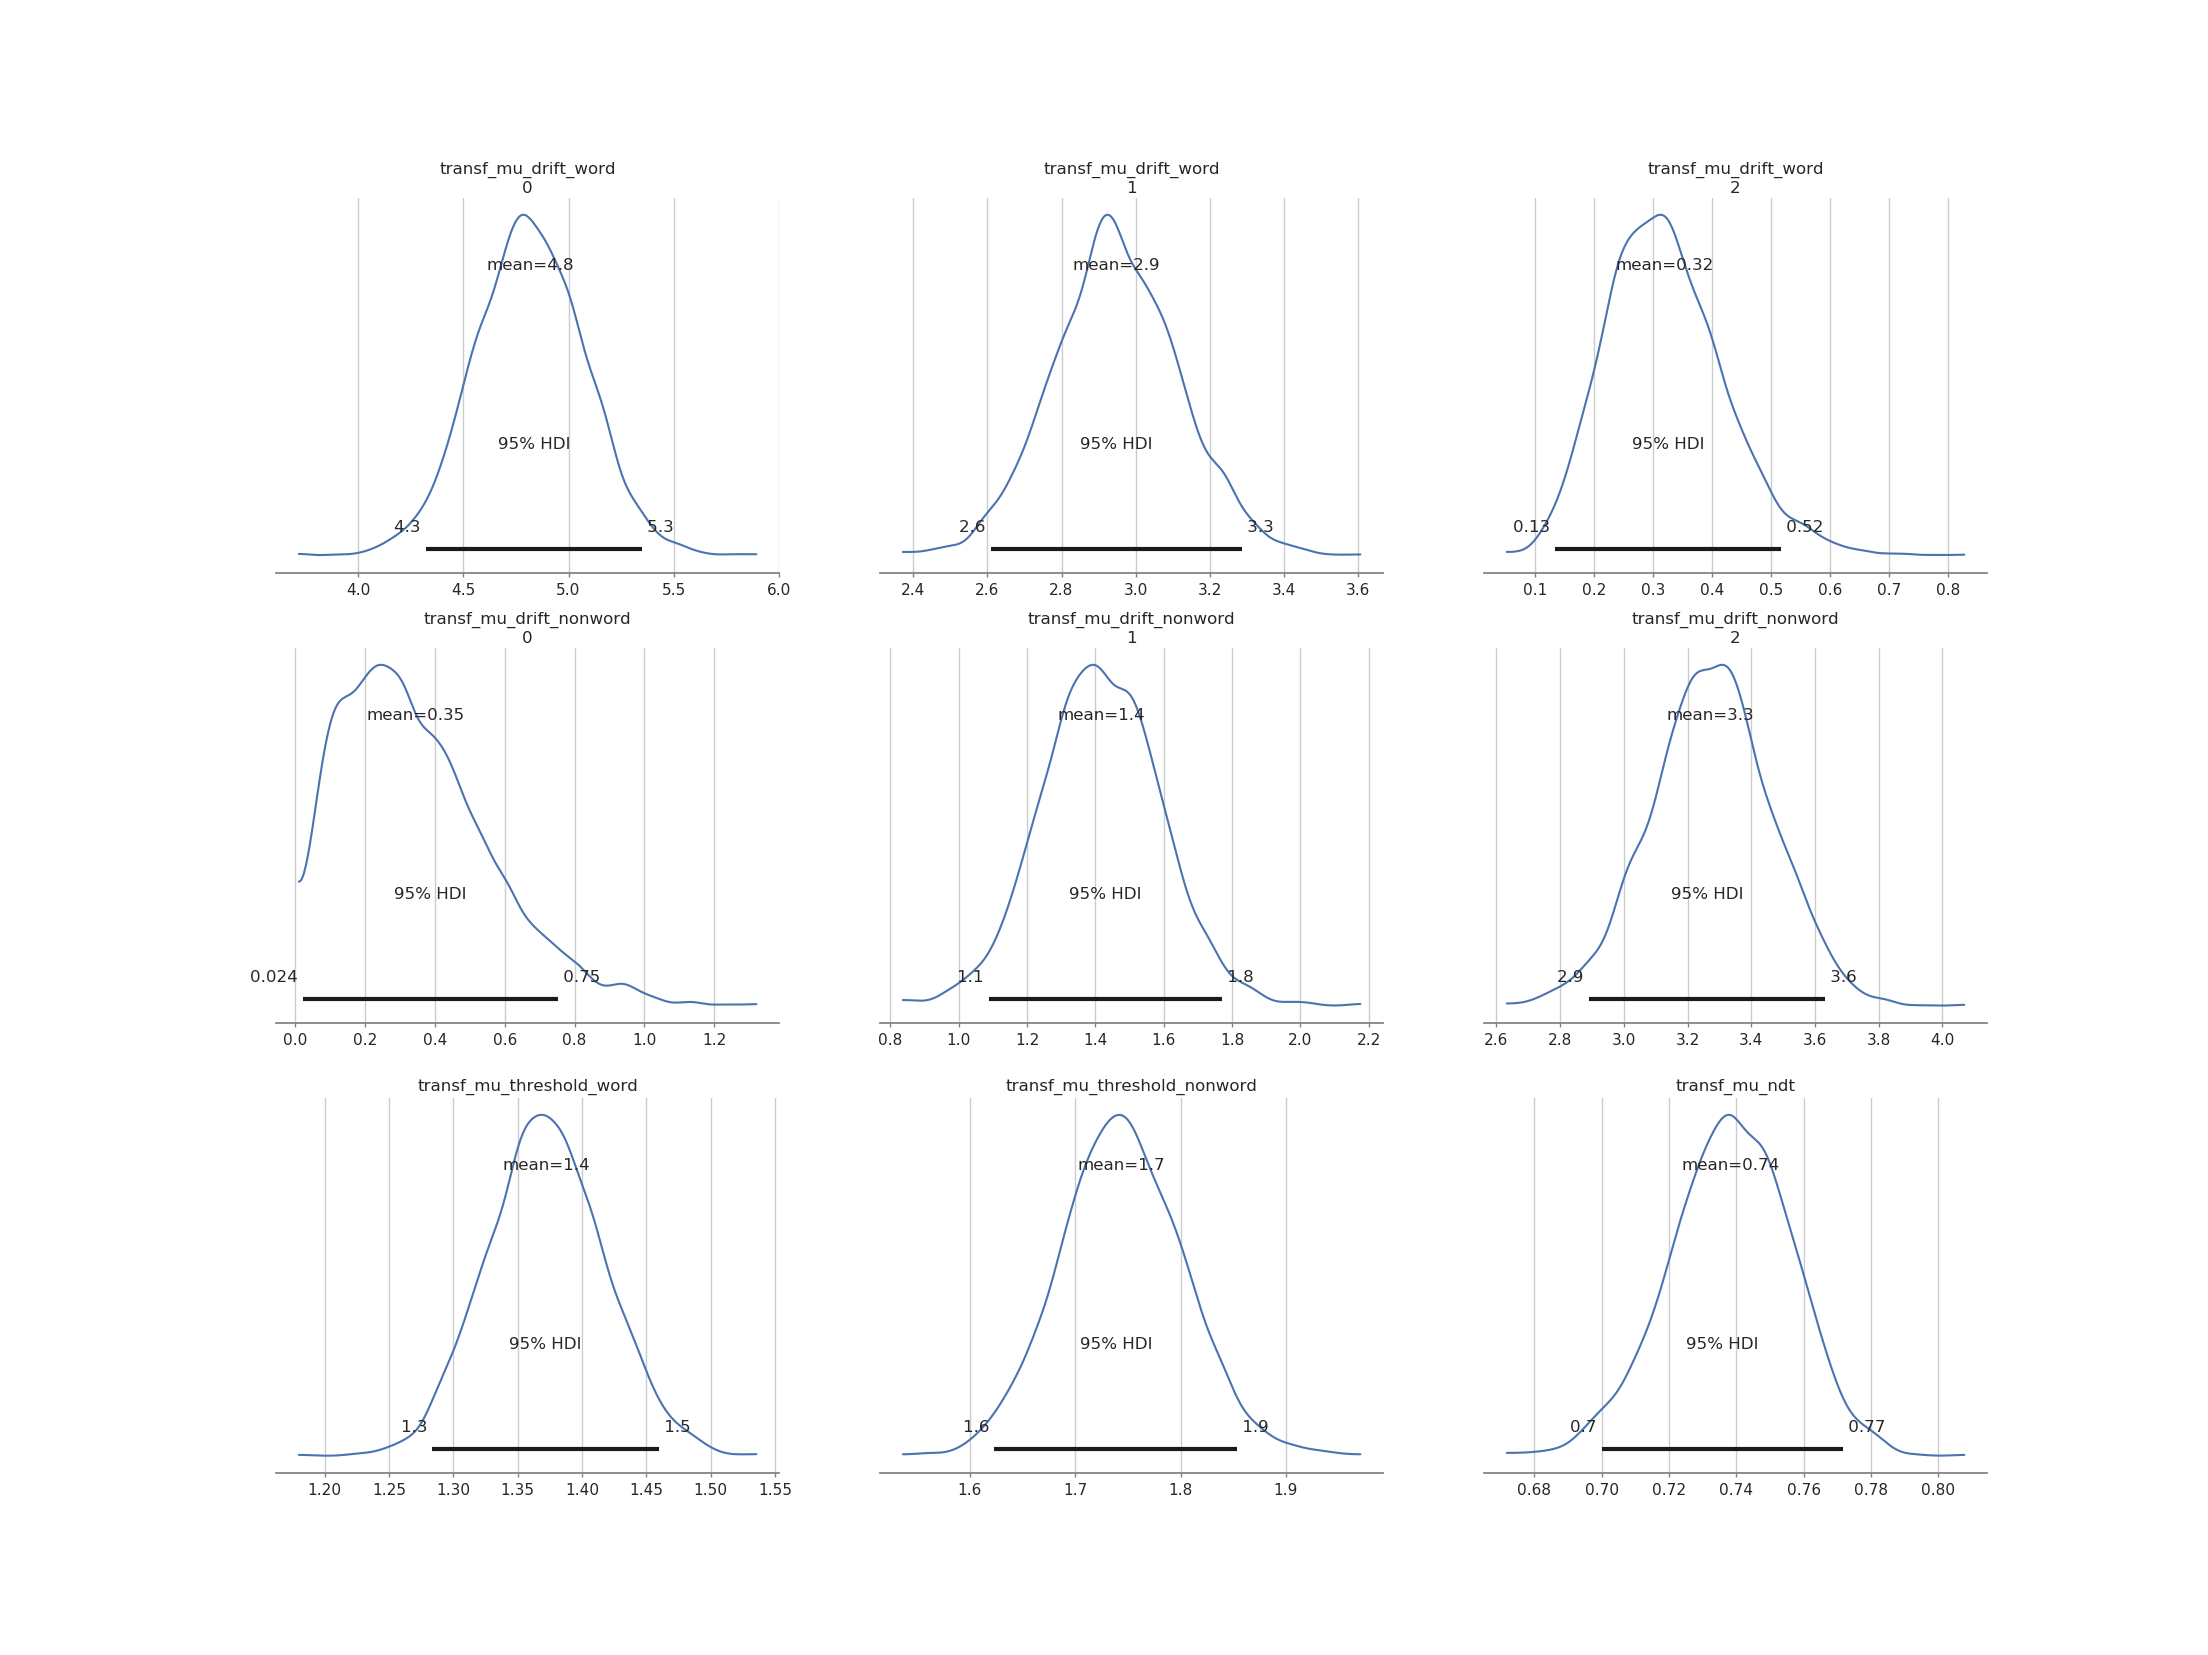 transf_mu_drift_word
0
mean=4.8
95% HDI
4.3
5.3
4.0 4.5 5.0 5.5 6.0
transf_mu_drift_word
1
mean=2.9
95% HDI
2.6
3.3
2.4 2.6 2.8 3.0 3.2 3.4 3.6
transf_mu_drift_word
2
mean=0.32
95% HDI
0.13
0.52
0.1 0.2 0.3 0.4 0.5 0.6 0.7 0.8
transf_mu_drift_nonword
0
mean=0.35
95% HDI
0.024
0.75
0.0 0.2 0.4 0.6 0.8 1.0 1.2
transf_mu_drift_nonword
1
mean=1.4
95% HDI
1.1
1.8
0.8 1.0 1.2 1.4 1.6 1.8 2.0 2.2
transf_mu_drift_nonword
2
mean=3.3
95% HDI
2.9
3.6
2.6 2.8 3.0 3.2 3.4 3.6 3.8 4.0
transf_mu_threshold_word
mean=1.4
95% HDI
1.3
1.5
1.20 1.25 1.30 1.35 1.40 1.45 1.50 1.55
transf_mu_threshold_nonword
mean=1.7
95% HDI
1.6
1.9
1.6 1.7 1.8 1.9
transf_mu_ndt
mean=0.74
95% HDI
0.7
0.77
0.68 0.70 0.72 0.74 0.76 0.78 0.80